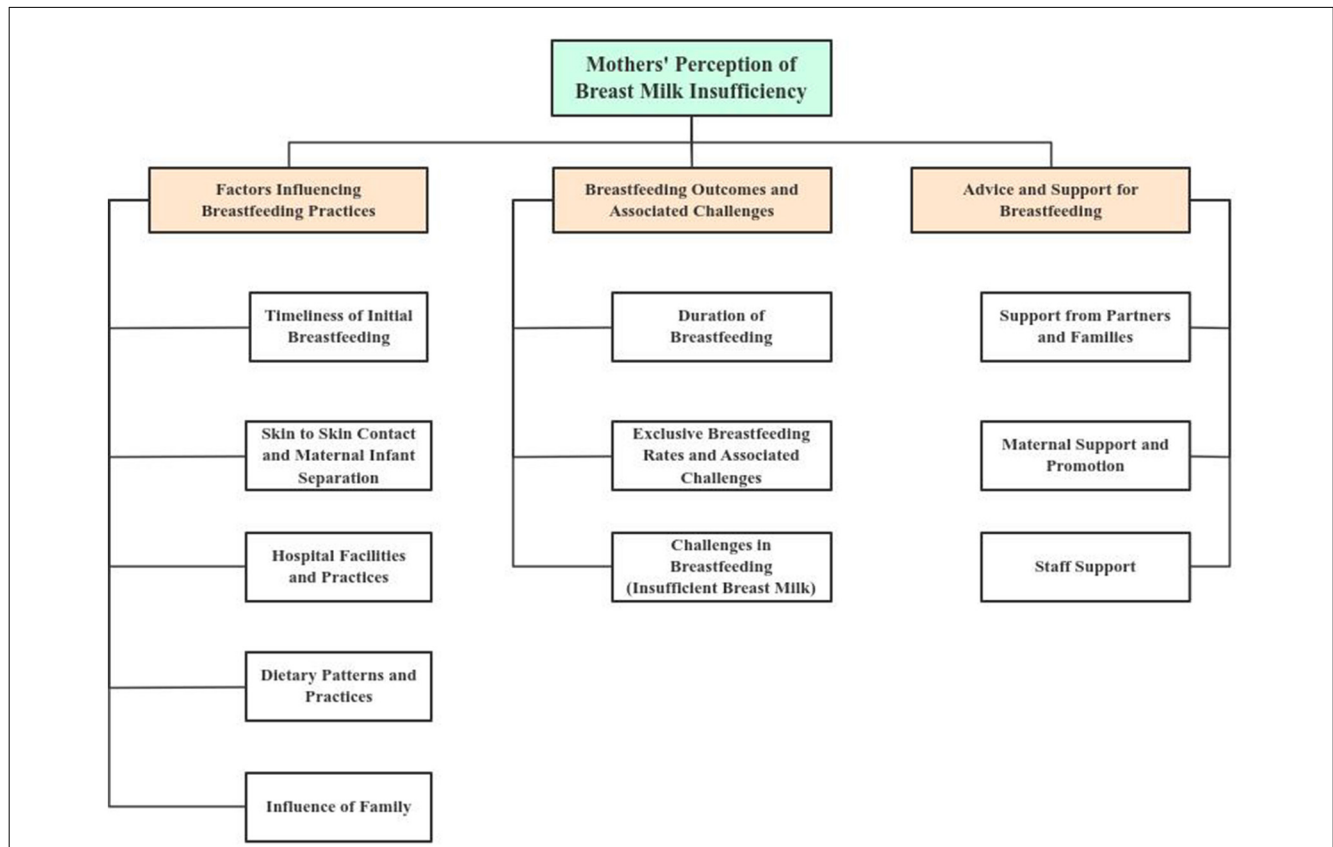 Mothers' Perception of
Breast Milk Insufficiency
Factors Influencing
Breastfeeding Practices
Breastfeeding Outcomes and
Associated Challenges
Advice and Support for
Breastfeeding
Timeliness of Initial
Breastfeeding
Duration of
Breastfeeding
Support from Partners
and Families
Skin to Skin Contact
and Maternal Infant
Separation
Exclusive Breastfeeding
Rates and Associated
Challenges
Maternal Support and
Promotion
Hospital Facilities
and Practices
Challenges in
Breastfeeding
(Insufficient Breast Milk)
Staff Support
Dietary Patterns and
Practices
Influence of Family